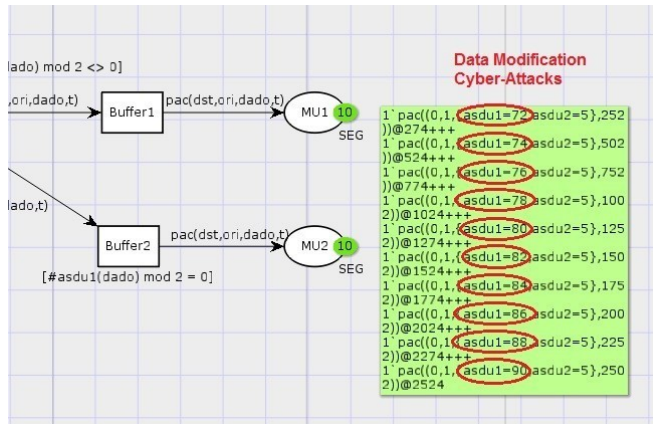 lado) mod 2 <> 0]
,ori,dado,t)
Buffer1
pac(dst,ori,dado,t)
MU1
10
SEG
lado,t)
Buffer2
pac(dst,ori,dado,t)
MU2
10
SEG
[#asdu1(dado) mod 2 = 0]
Data Modification
Cyber-Attacks
1`pac((0,1,{asdu1=72,asdu2=5},252
))@274+++
1`pac((0,1,{asdu1=74,asdu2=5},502
))@524+++
1`pac((0,1,{asdu1=76,asdu2=5},752
))@774+++
1`pac((0,1,{asdu1=78,asdu2=5},100
2))@1024+++
1`pac((0,1,{asdu1=80,asdu2=5},125
2))@1274+++
1`pac((0,1,{asdu1=82,asdu2=5},150
2))@1524+++
1`pac((0,1,{asdu1=84,asdu2=5},175
2))@1774+++
1`pac((0,1,{asdu1=86,asdu2=5},200
2))@2024+++
1`pac((0,1,{asdu1=88,asdu2=5},225
2))@2274+++
1`pac((0,1,{asdu1=90,asdu2=5},250
2))@2524